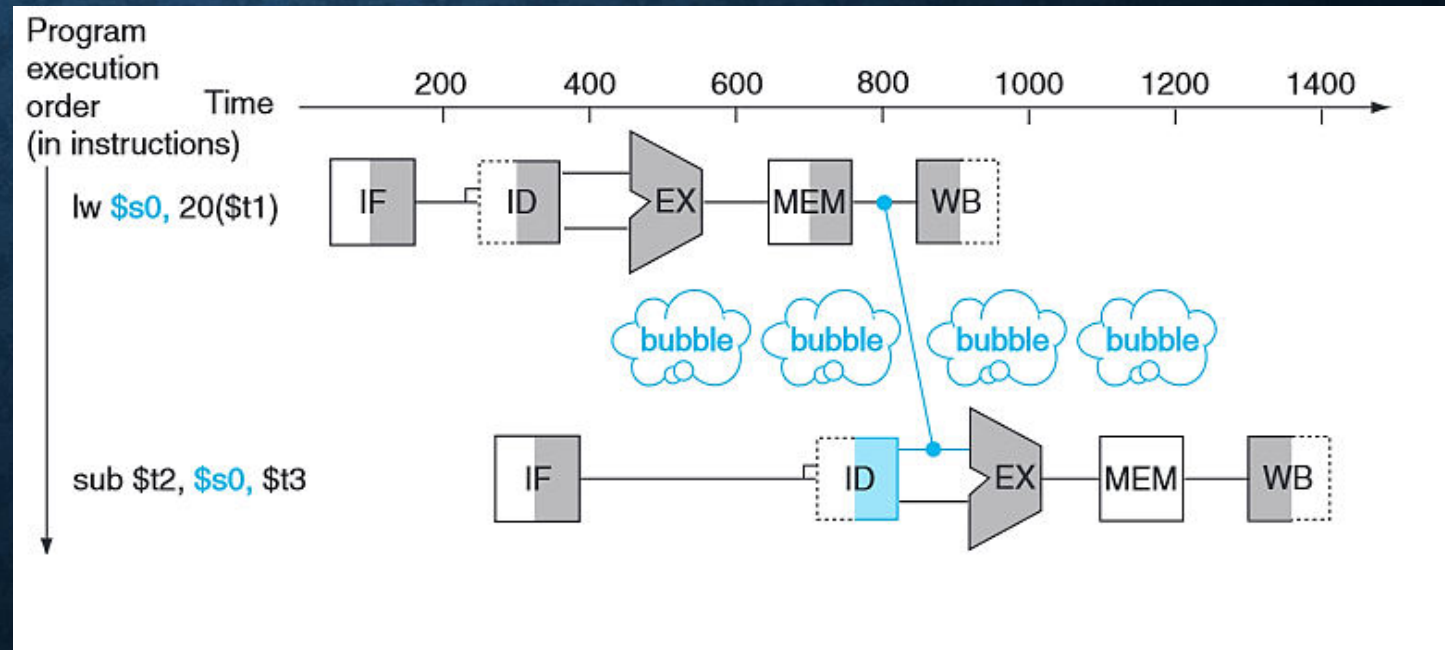 Program
execution
order
(in instructions)
Time
200 400 600 800 1000 1200 1400
lw $s0, 20($t1)
IF ID EX MEM WB
bubble bubble bubble bubble
sub $t2, $s0, $t3
IF ID EX MEM WB